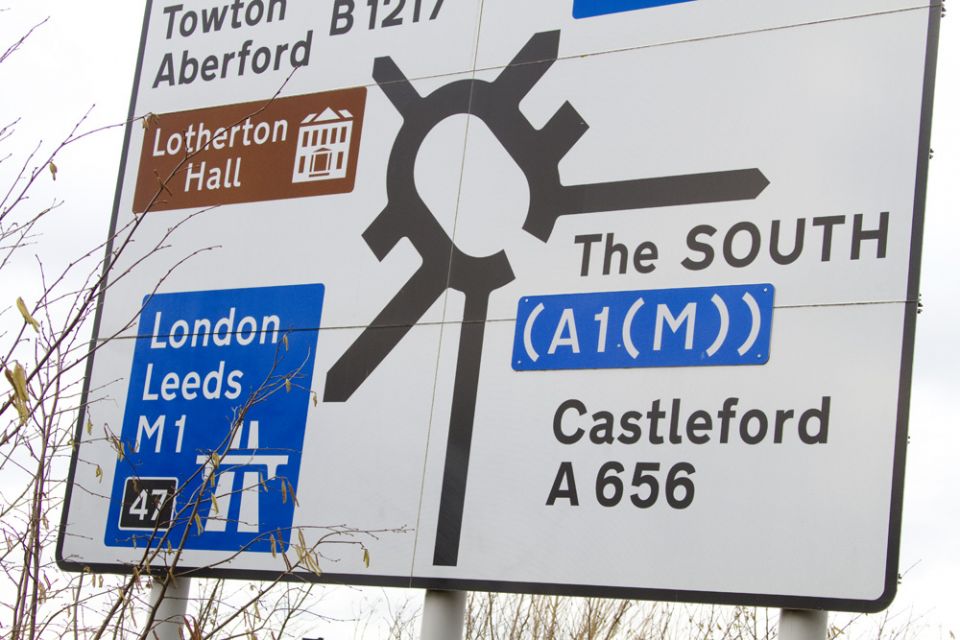 Towton
Aberford
B 1217
Lotherton
Hall
The SOUTH
(A1(M))
London
Leeds
M1
47
Castleford
A 656